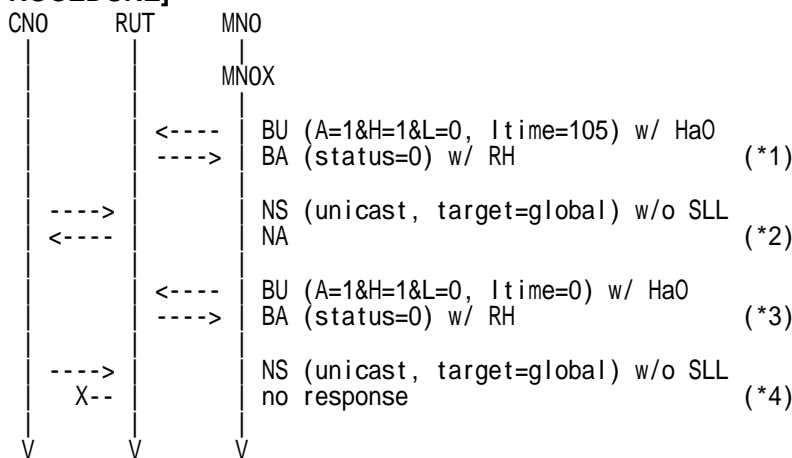 CN0 RUT MN0
MN0X
<---- BU (A=1&H=1&L=0, ltime=105) w/ HaO
----> BA (status=0) w/ RH (*1)
----> NS (unicast, target=global) w/o SLL
<---- NA (*2)
<---- BU (A=1&H=1&L=0, ltime=0) w/ HaO
----> BA (status=0) w/ RH (*3)
----> NS (unicast, target=global) w/o SLL
X-- no response (*4)
V V V